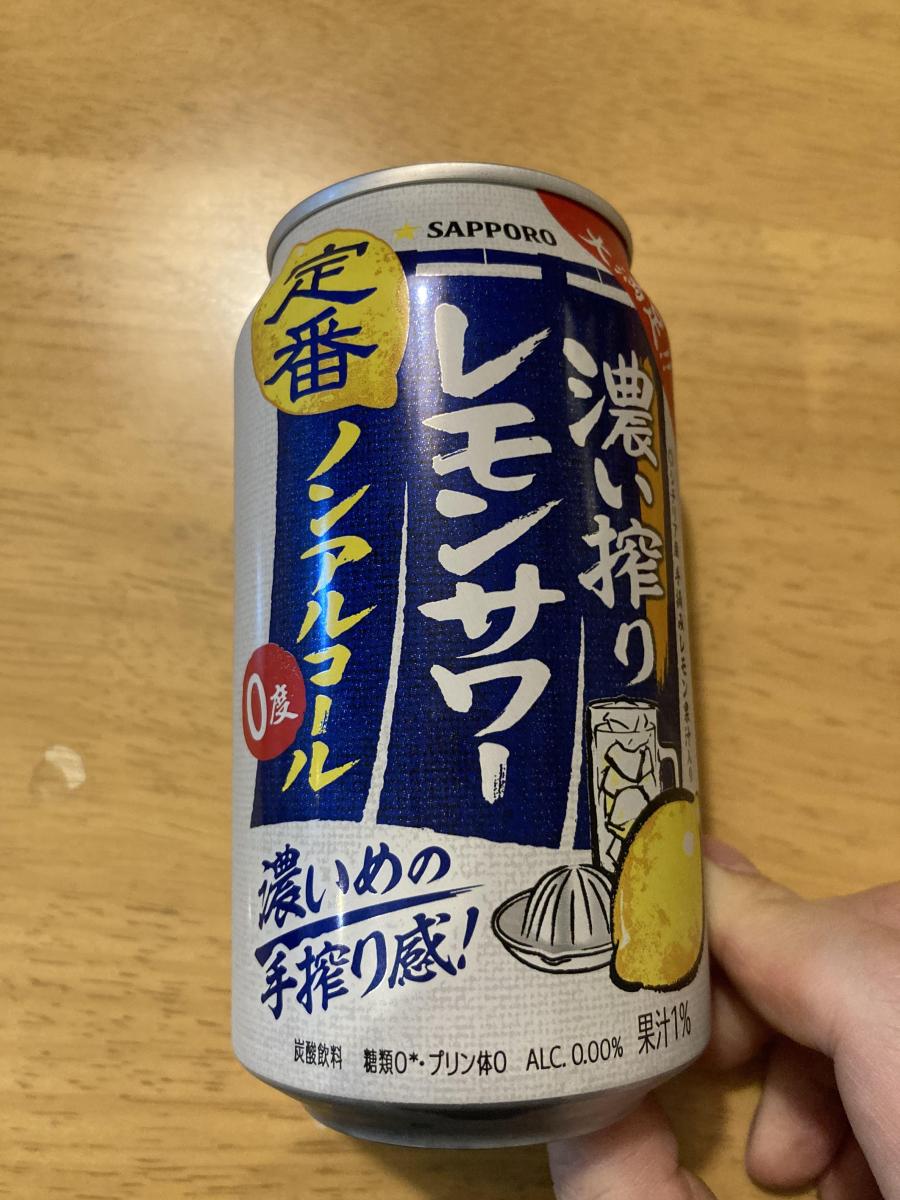 SAPPORO
定番
濃い搾り
レモンサワー
ノンアルコール
0度
濃いめの
手搾り感!
炭酸飲料 糖類0*・プリン体0 ALC. 0.00% 果汁1%